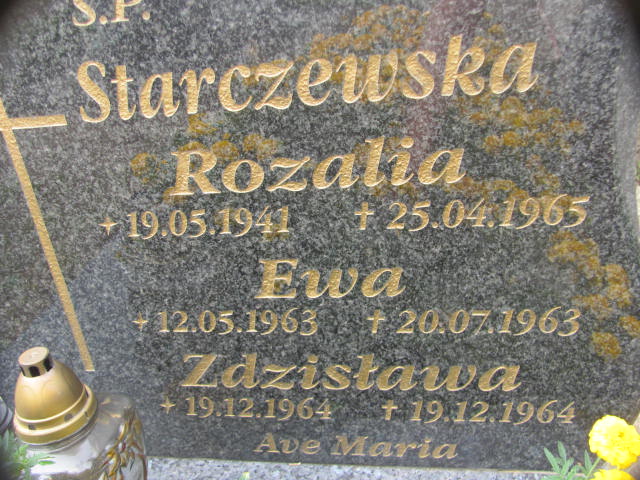 Ś.P.
Starczewska
Rozalia
+ 19.05.1941 † 25.04.1965
Ewa
+ 12.05.1963 † 20.07.1963
Zdzisława
+ 19.12.1964 † 19.12.1964
Ave Maria